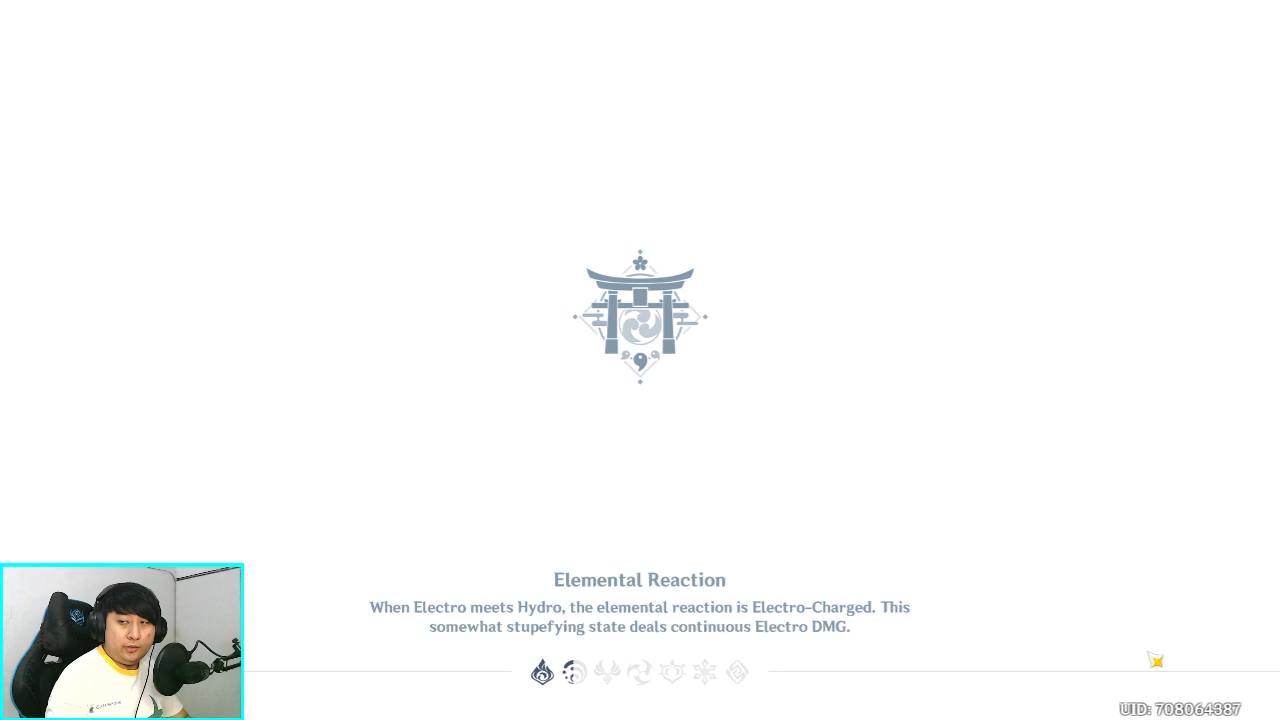 Elemental Reaction
When Electro meets Hydro, the elemental reaction is Electro-Charged. This
somewhat stupefying state deals continuous Electro DMG.
UID: 708064387